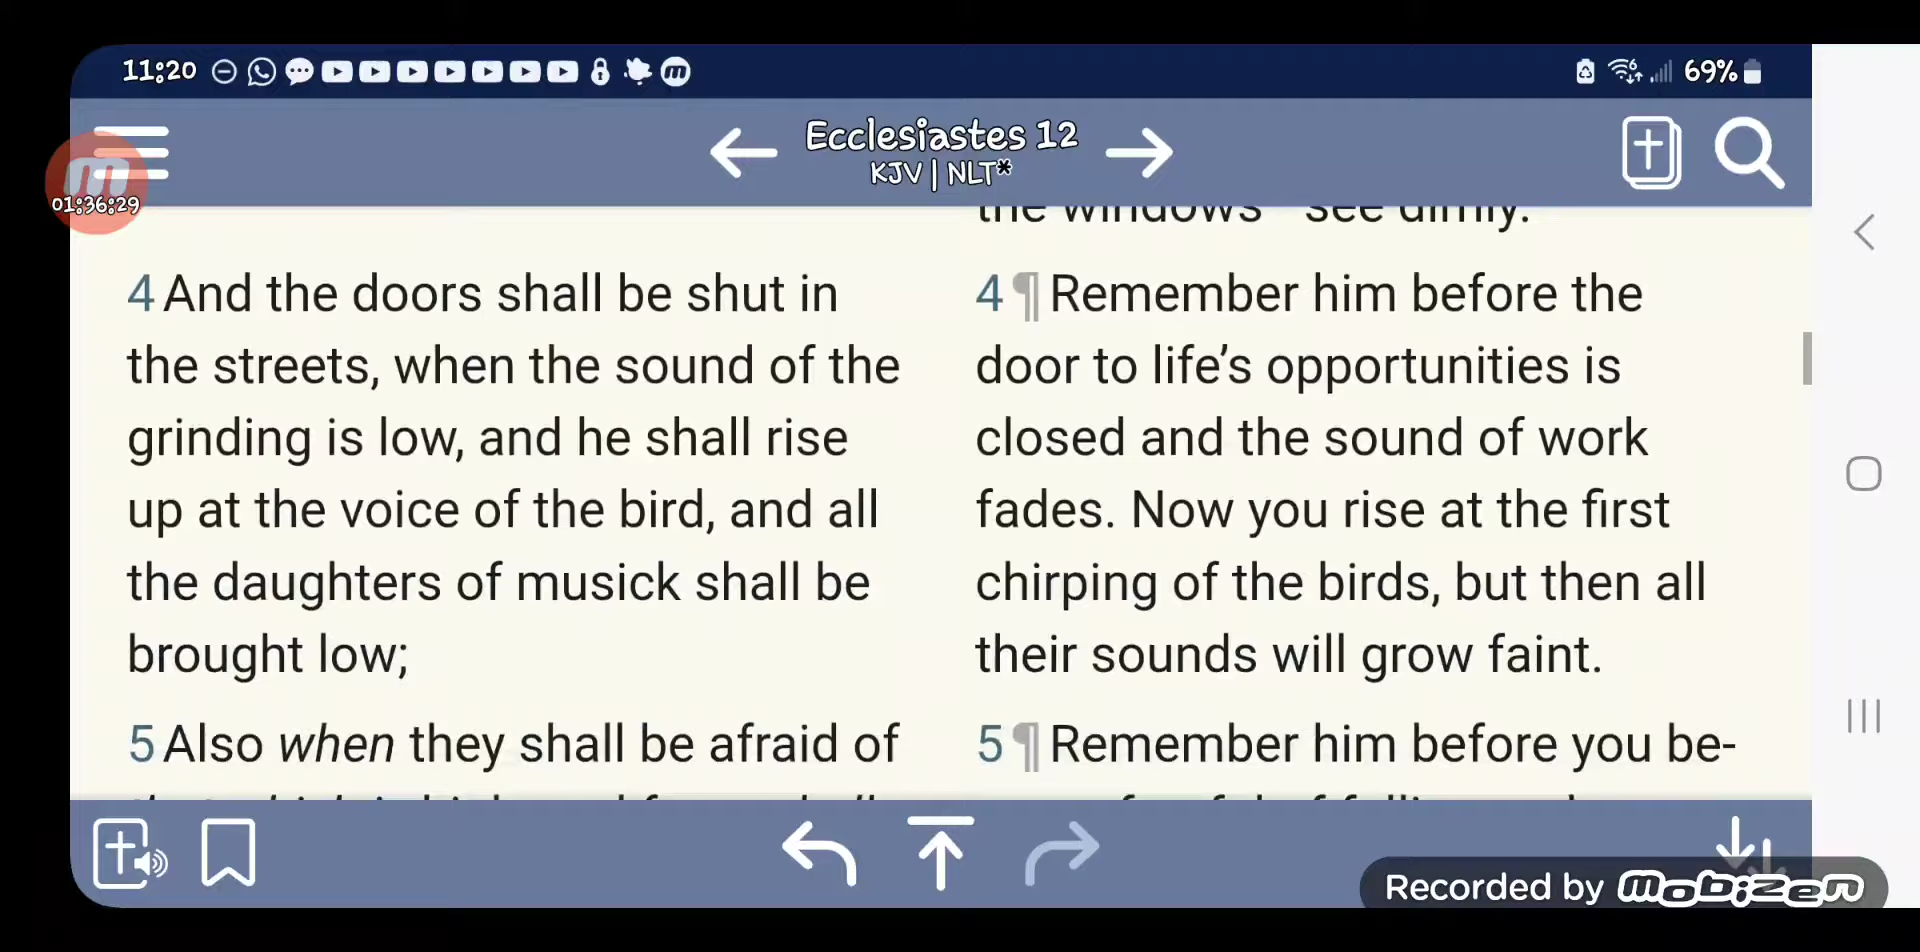 11:20
69%
Ecclesiastes 12
KJV | NLT*
01:36:29
the windows—see dimly.
4 And the doors shall be shut in
the streets, when the sound of the
grinding is low, and he shall rise
up at the voice of the bird, and all
the daughters of musick shall be
brought low;
5 Also when they shall be afraid of
4 ¶ Remember him before the
door to life’s opportunities is
closed and the sound of work
fades. Now you rise at the first
chirping of the birds, but then all
their sounds will grow faint.
5 ¶ Remember him before you be-
Recorded by mobizen